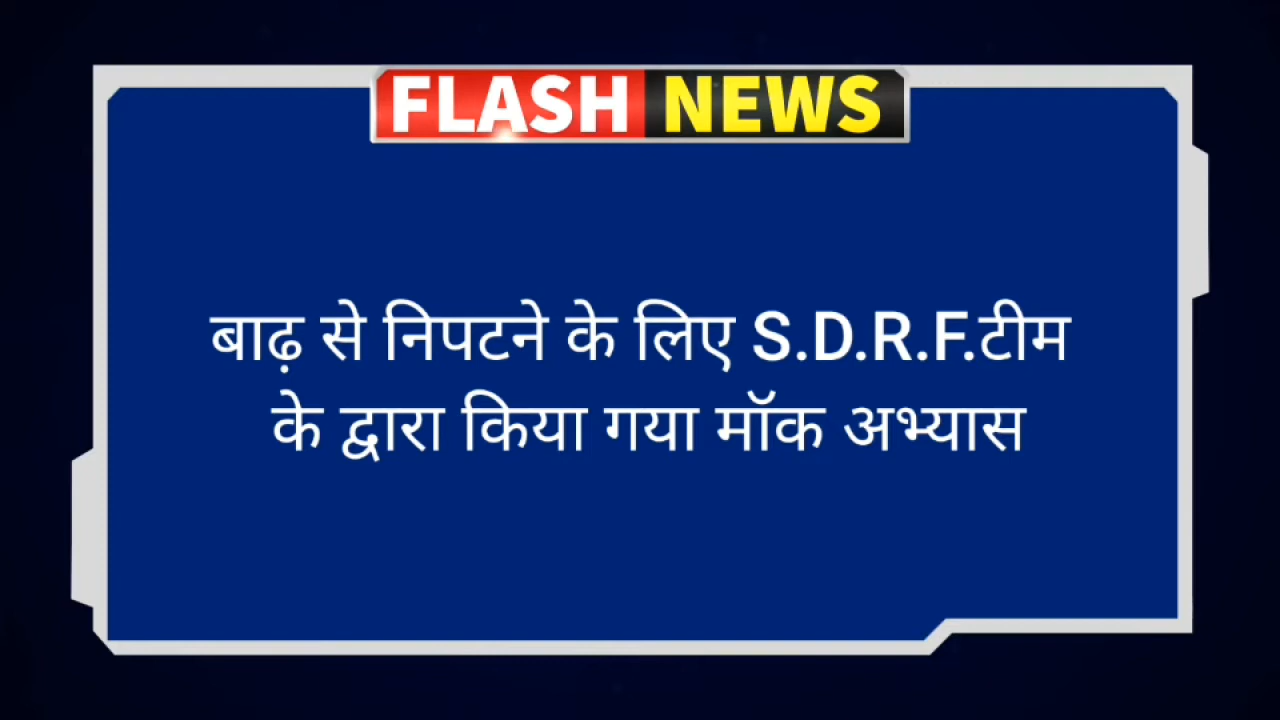 FLASH NEWS
बाढ़ से निपटने के लिए S.D.R.F.टीम
के द्वारा किया गया मॉक अभ्यास